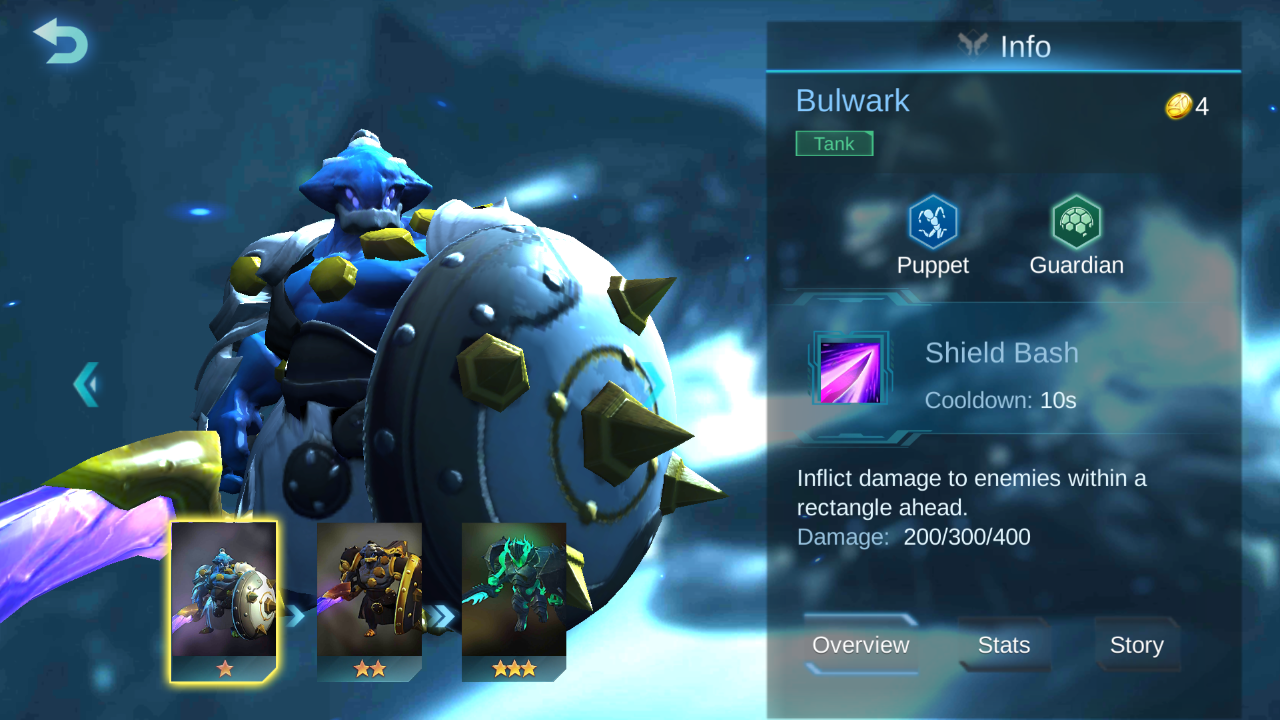 Info
Bulwark
4
Tank
Puppet
Guardian
Shield Bash
Cooldown: 10s
Inflict damage to enemies within a
rectangle ahead.
Damage: 200/300/400
Overview
Stats
Story